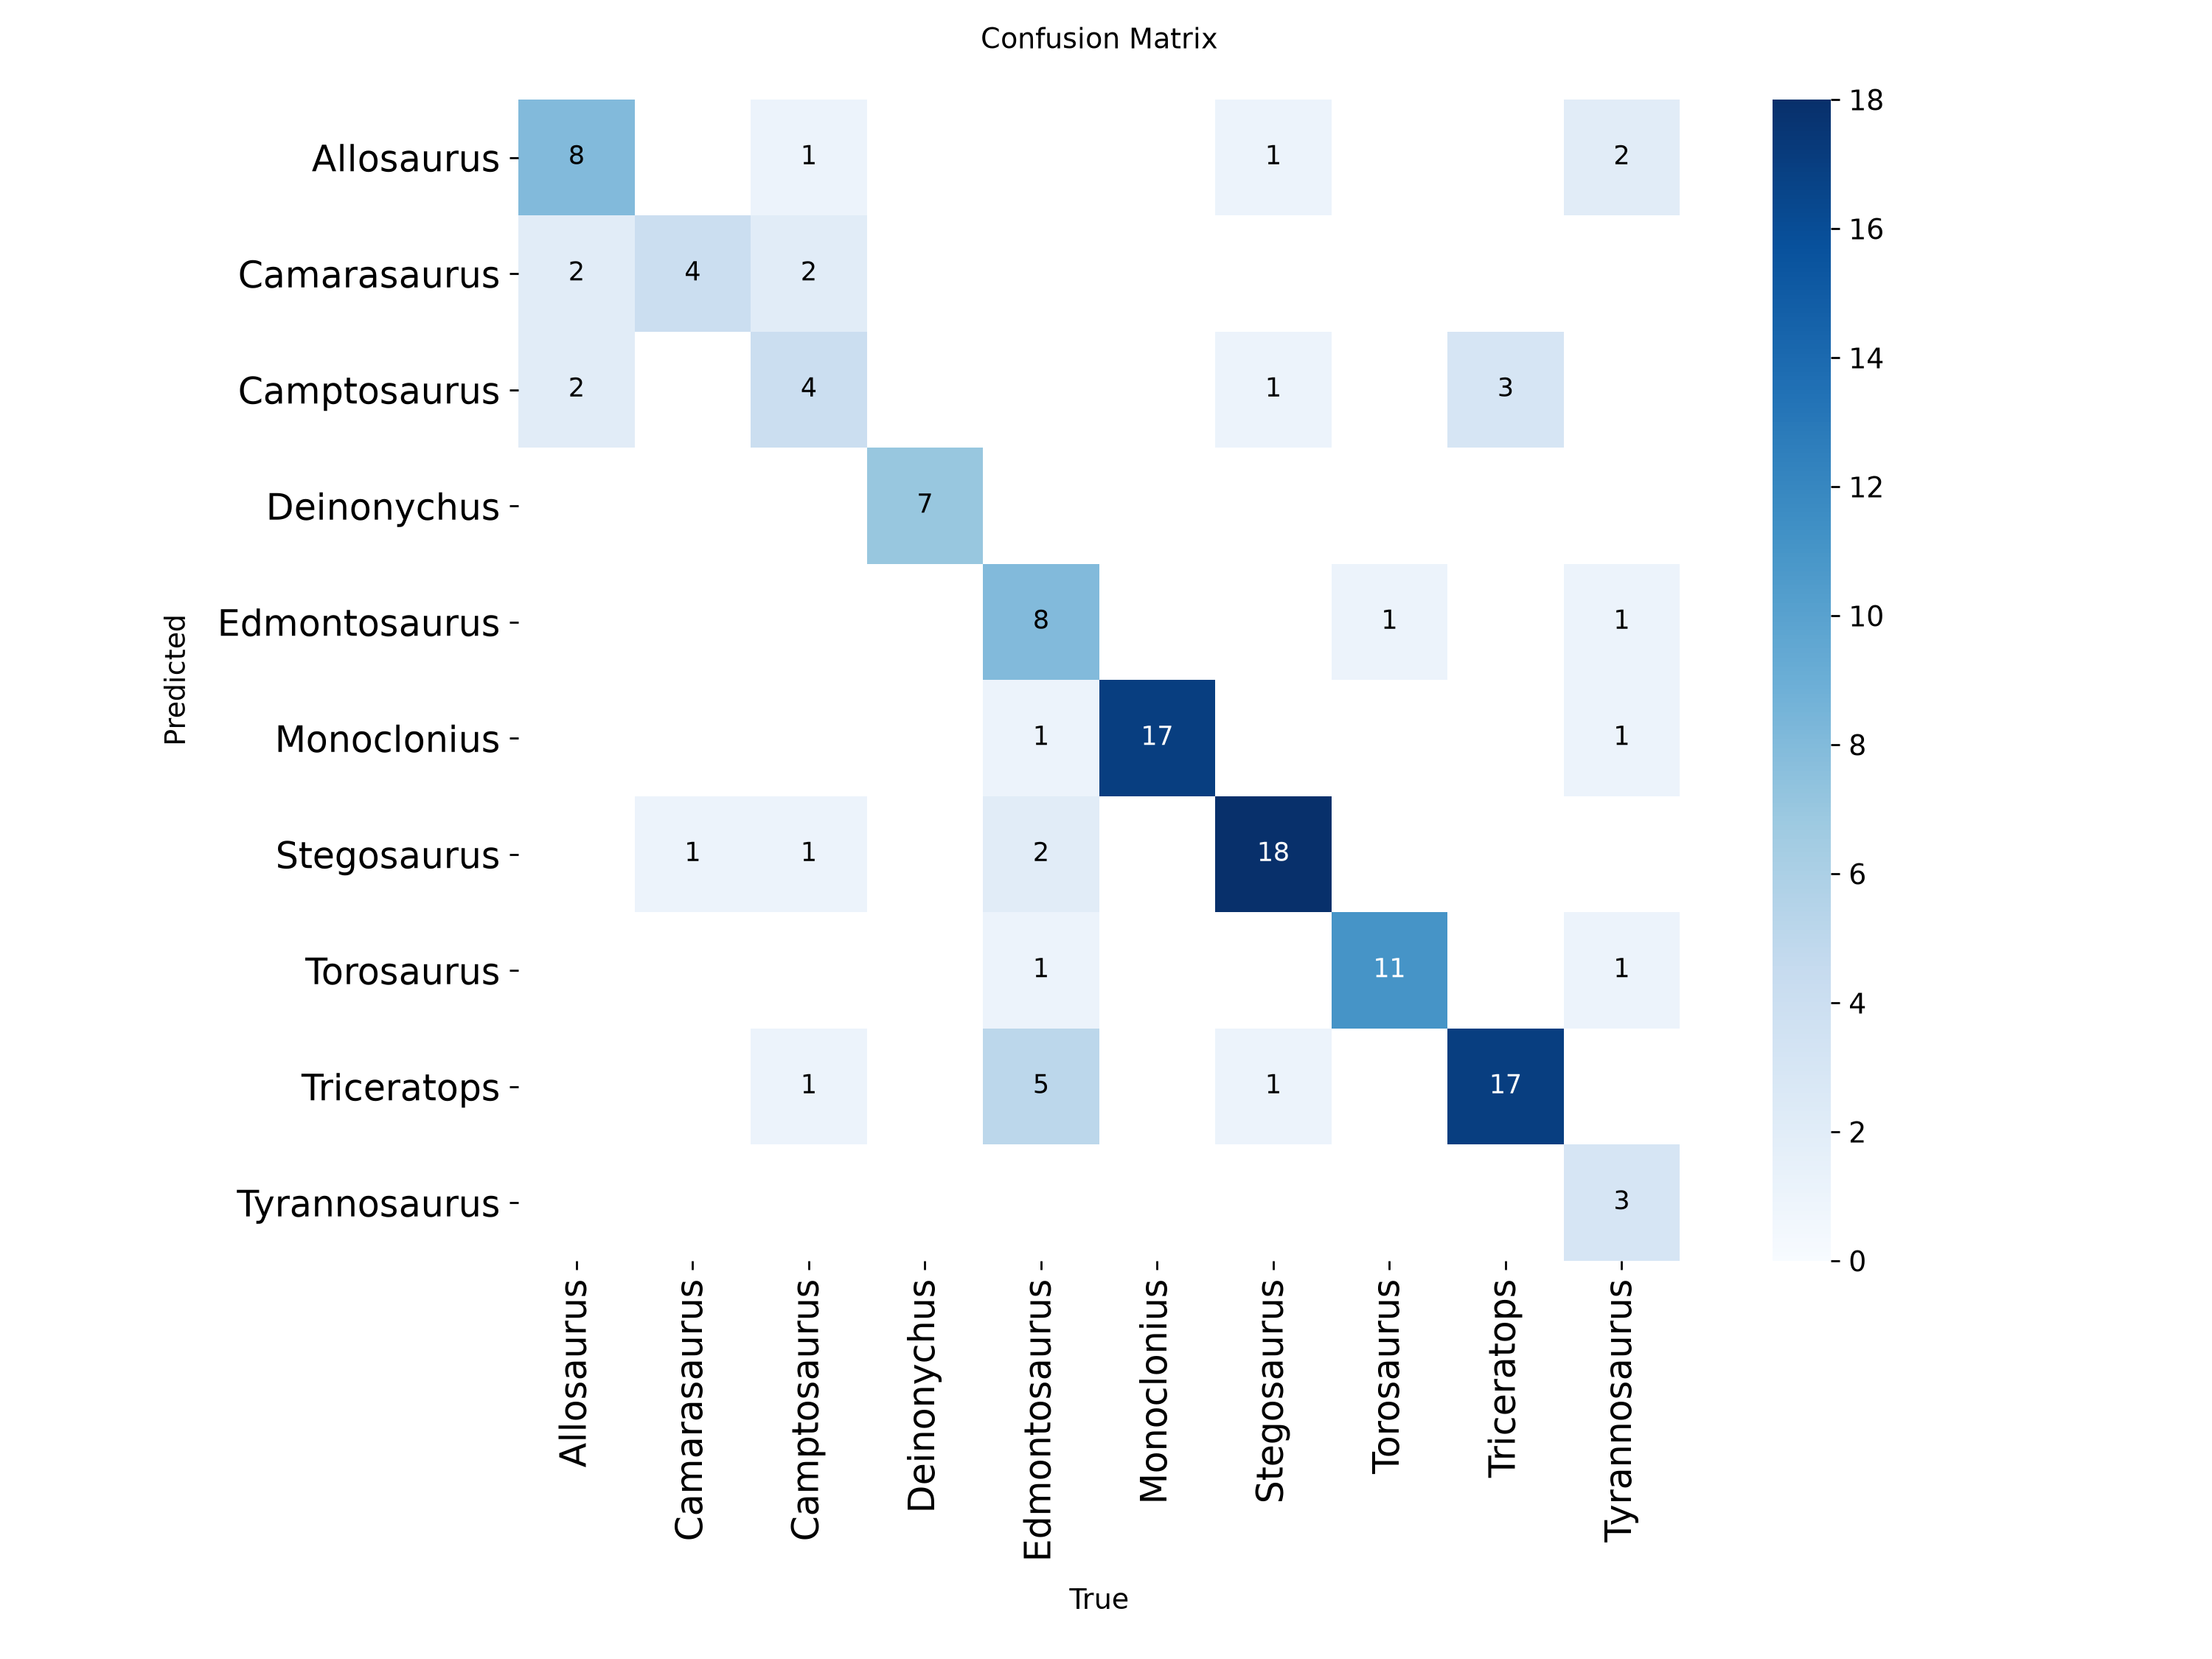 Confusion Matrix
Allosaurus 8 1 1 2
Camarasaurus 2 4 2
Camptosaurus 2 4 1 3
Deinonychus 7
Edmontosaurus 8 1 1
Monoclonius 1 17 1
Stegosaurus 1 1 2 18
Torosaurus 1 11 1
Triceratops 1 5 1 17
Tyrannosaurus 3
Predicted
Allosaurus
Camarasaurus
Camptosaurus
Deinonychus
Edmontosaurus
Monoclonius
Stegosaurus
Torosaurus
Triceratops
Tyrannosaurus
True
18
16
14
12
10
8
6
4
2
0